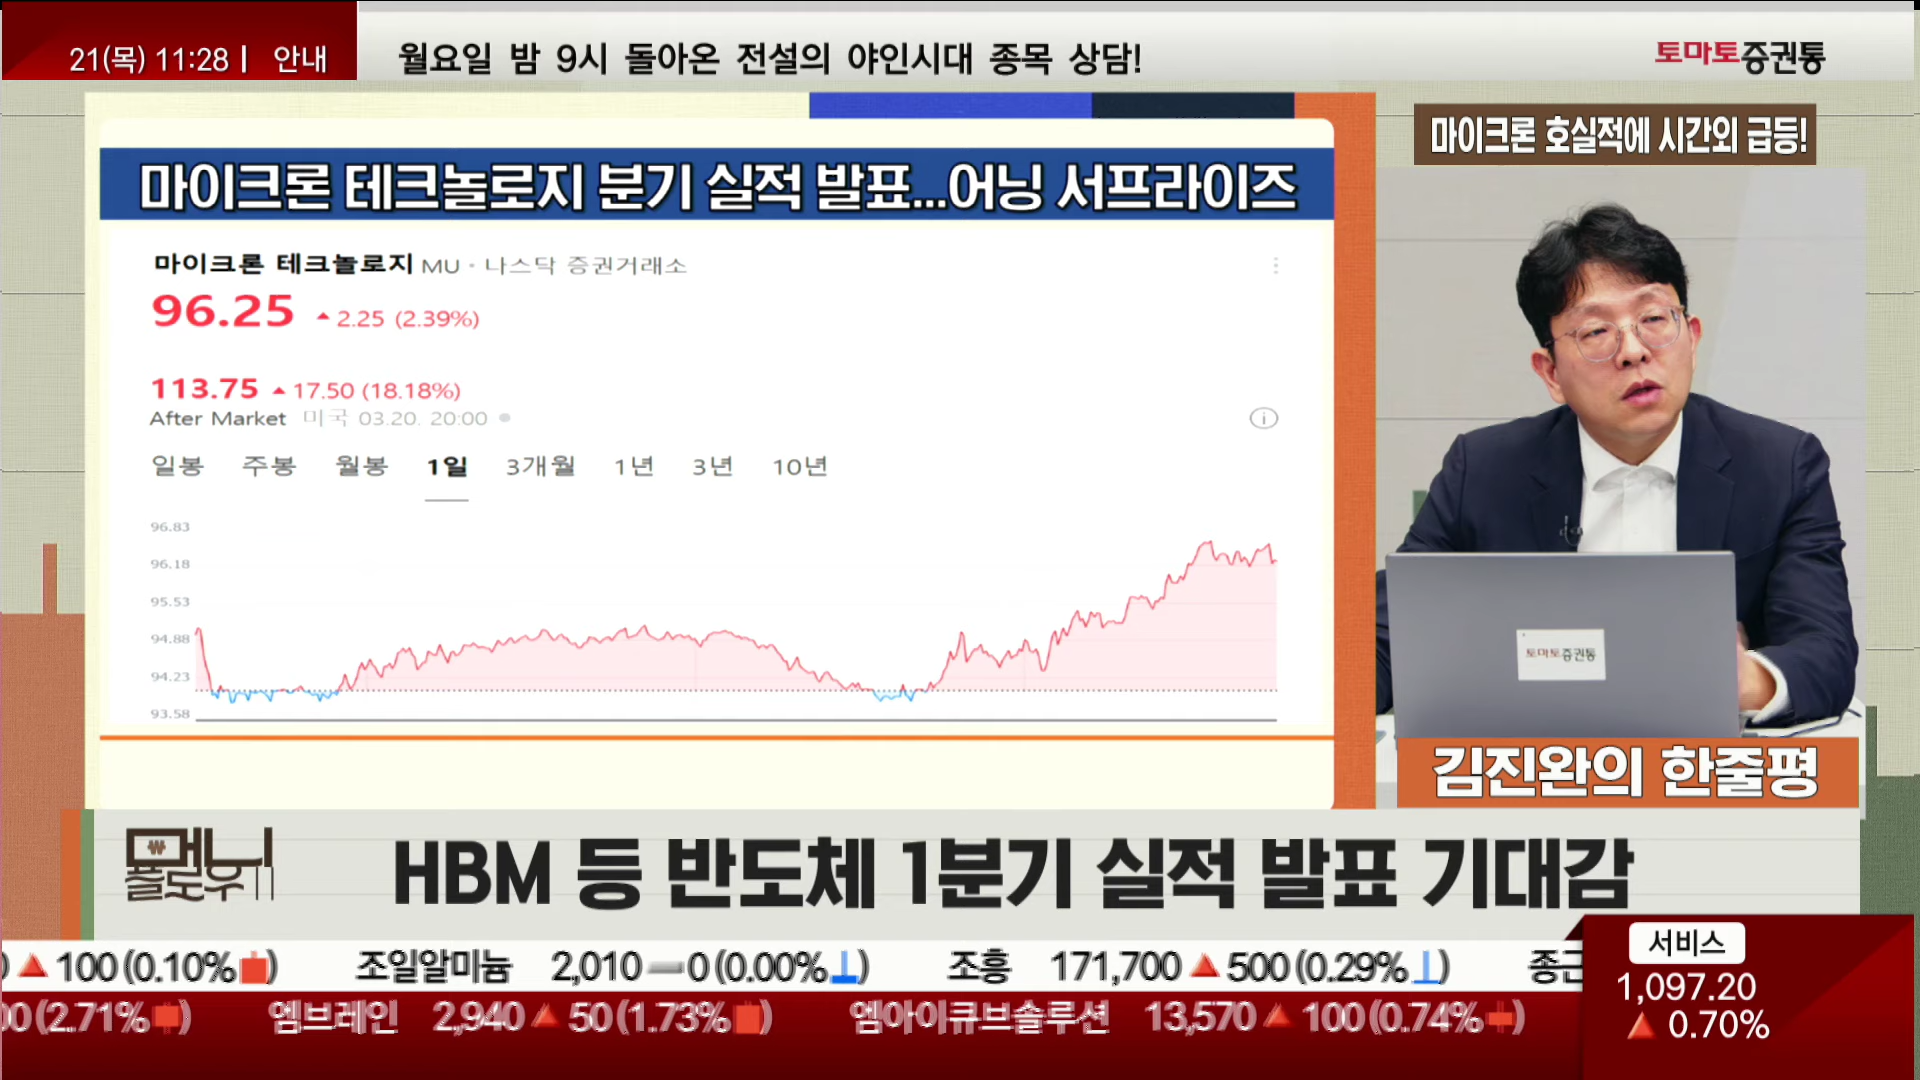 21(목) 11:28 | 안내
월요일 밤 9시 돌아온 전설의 야인시대 종목 상담!
토마토증권통
마이크론 호실적에 시간외 급등!
마이크론 테크놀로지 분기 실적 발표...어닝 서프라이즈
마이크론 테크놀로지 MU · 나스닥 증권거래소
96.25 ▲ 2.25 (2.39%)
113.75 ▲ 17.50 (18.18%)
After Market 미국 03.20. 20:00
일봉 주봉 월봉 1일 3개월 1년 3년 10년
96.83
96.18
95.53
94.88
94.23
93.58
토마토증권통
김진완의 한줄평
머니플로우
HBM 등 반도체 1분기 실적 발표 기대감
▲ 100 (0.10%) 조일알미늄 2,010 0 (0.00%) 조흥 171,700 ▲ 500 (0.29%) 종근
00 (2.71%) 엠브레인 2,940 ▲ 50 (1.73%) 엠아이큐브솔루션 13,570 ▲ 100 (0.74%)
서비스
1,097.20
▲ 0.70%